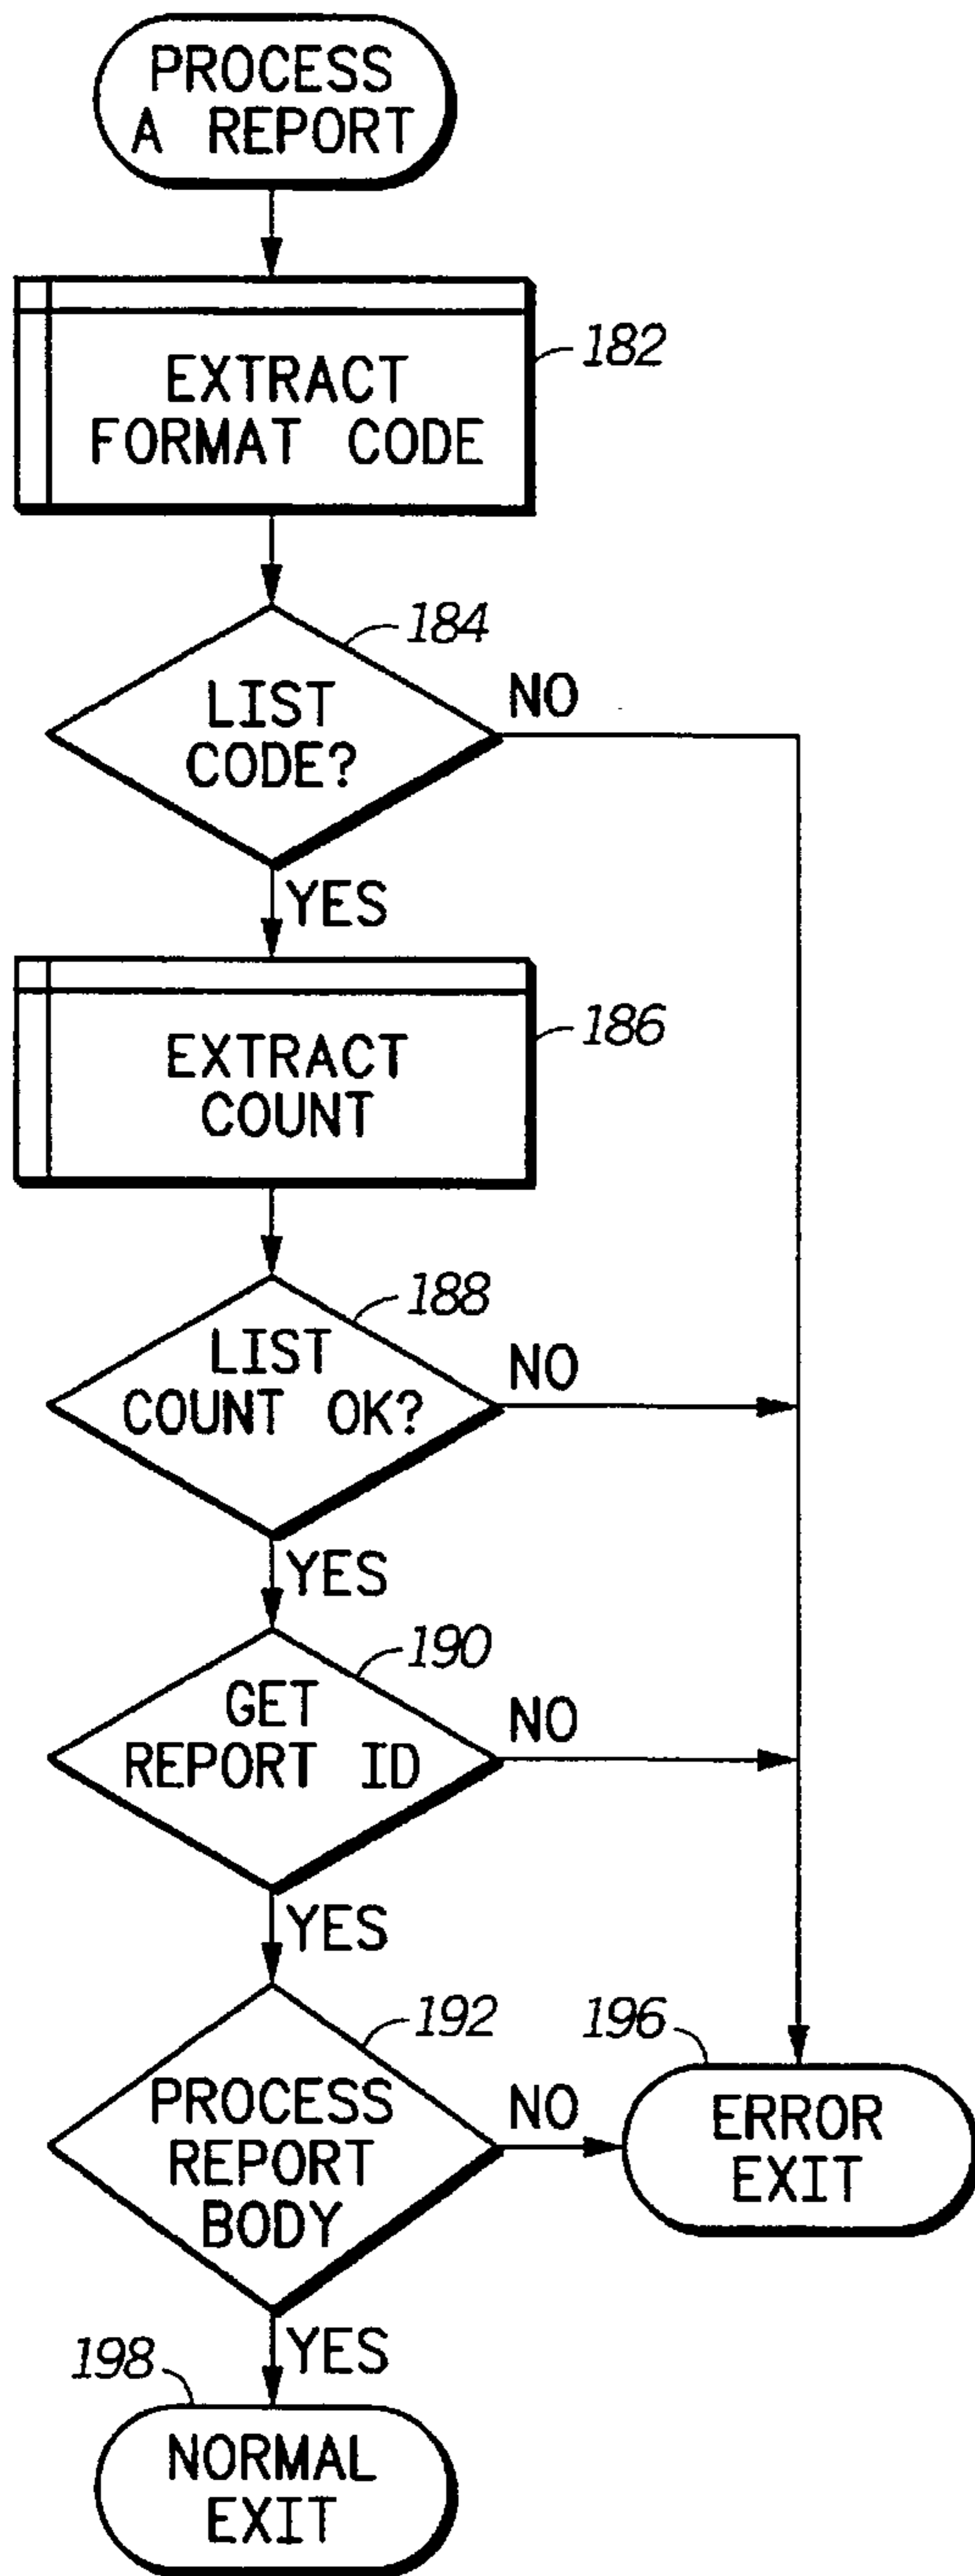 PROCESS
A REPORT
EXTRACT
FORMAT CODE
182
184
LIST
CODE?
NO
YES
EXTRACT
COUNT
186
188
LIST
COUNT OK?
NO
YES
190
GET
REPORT ID
NO
YES
192
PROCESS
REPORT
BODY
NO
196
ERROR
EXIT
YES
198
NORMAL
EXIT